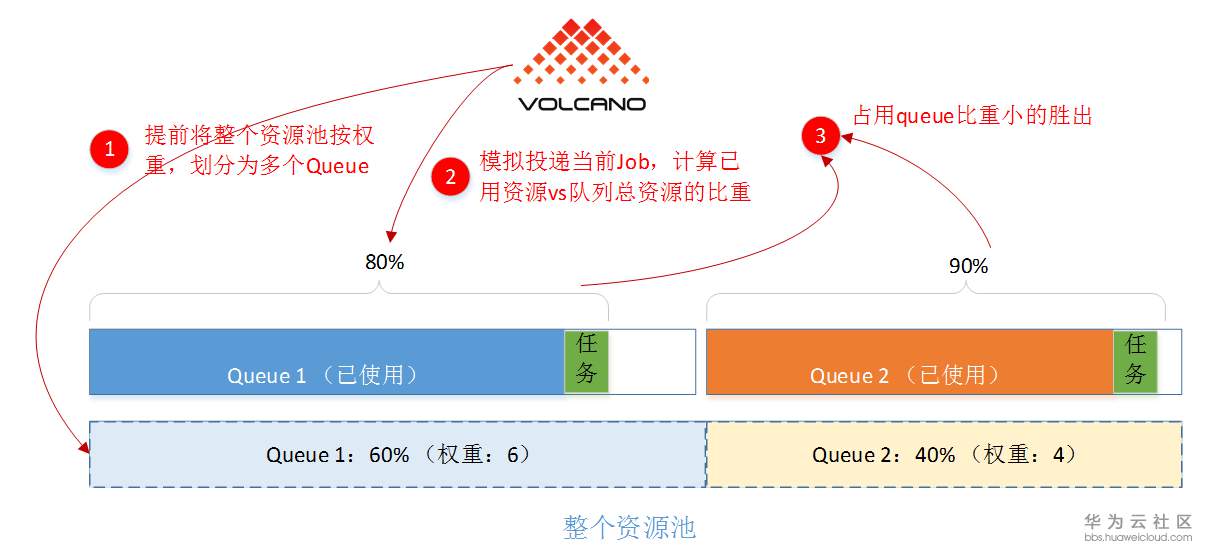 VOLCANO
1
提前将整个资源池按权
重，划分为多个Queue
2
模拟投递当前Job，计算已
用资源vs队列总资源的比重
3
占用queue比重小的胜出
80%
90%
Queue 1（已使用）
任
务
Queue 2（已使用）
任
务
Queue 1：60%（权重：6）
Queue 2：40%（权重：4）
整个资源池
华为云社区
bbs.huaweicloud.com